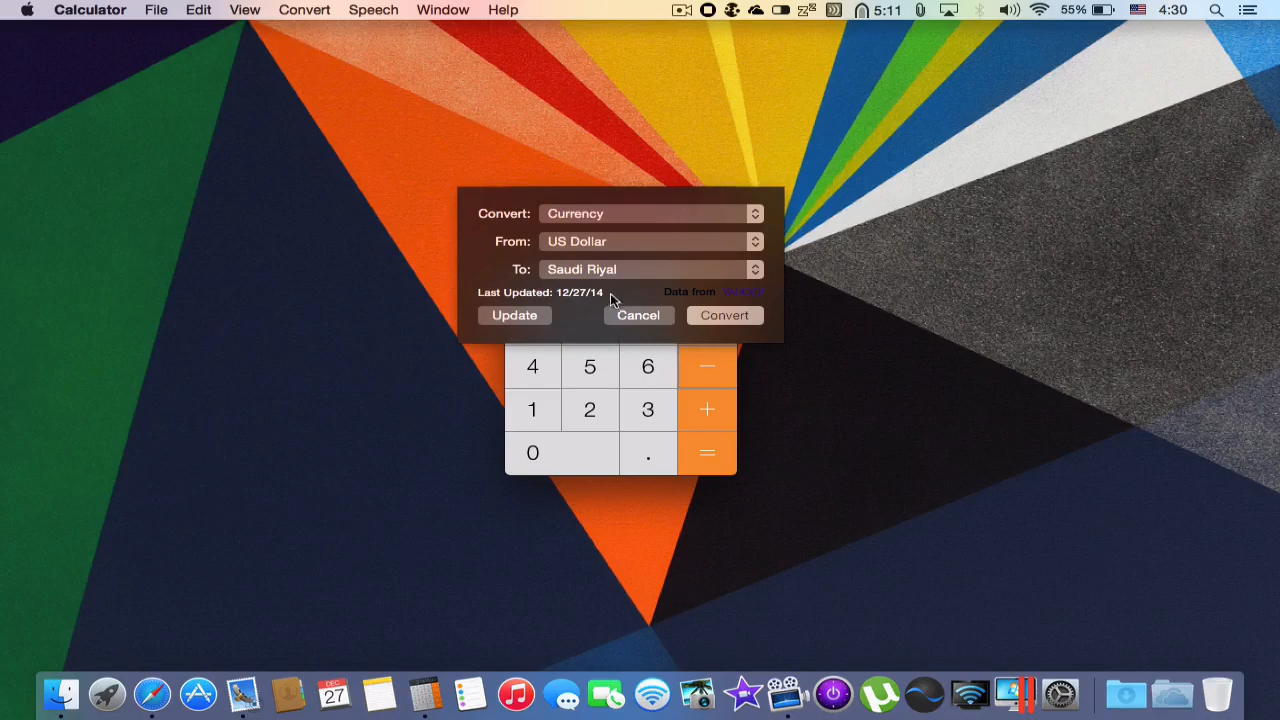 Calculator File Edit View Convert Speech Window Help 5:11 55% 4:30
Convert: Currency
From: US Dollar
To: Saudi Riyal
Last Updated: 12/27/14 Data from
Update Cancel Convert
4 5 6 −
1 2 3 +
0 . =
DEC
27